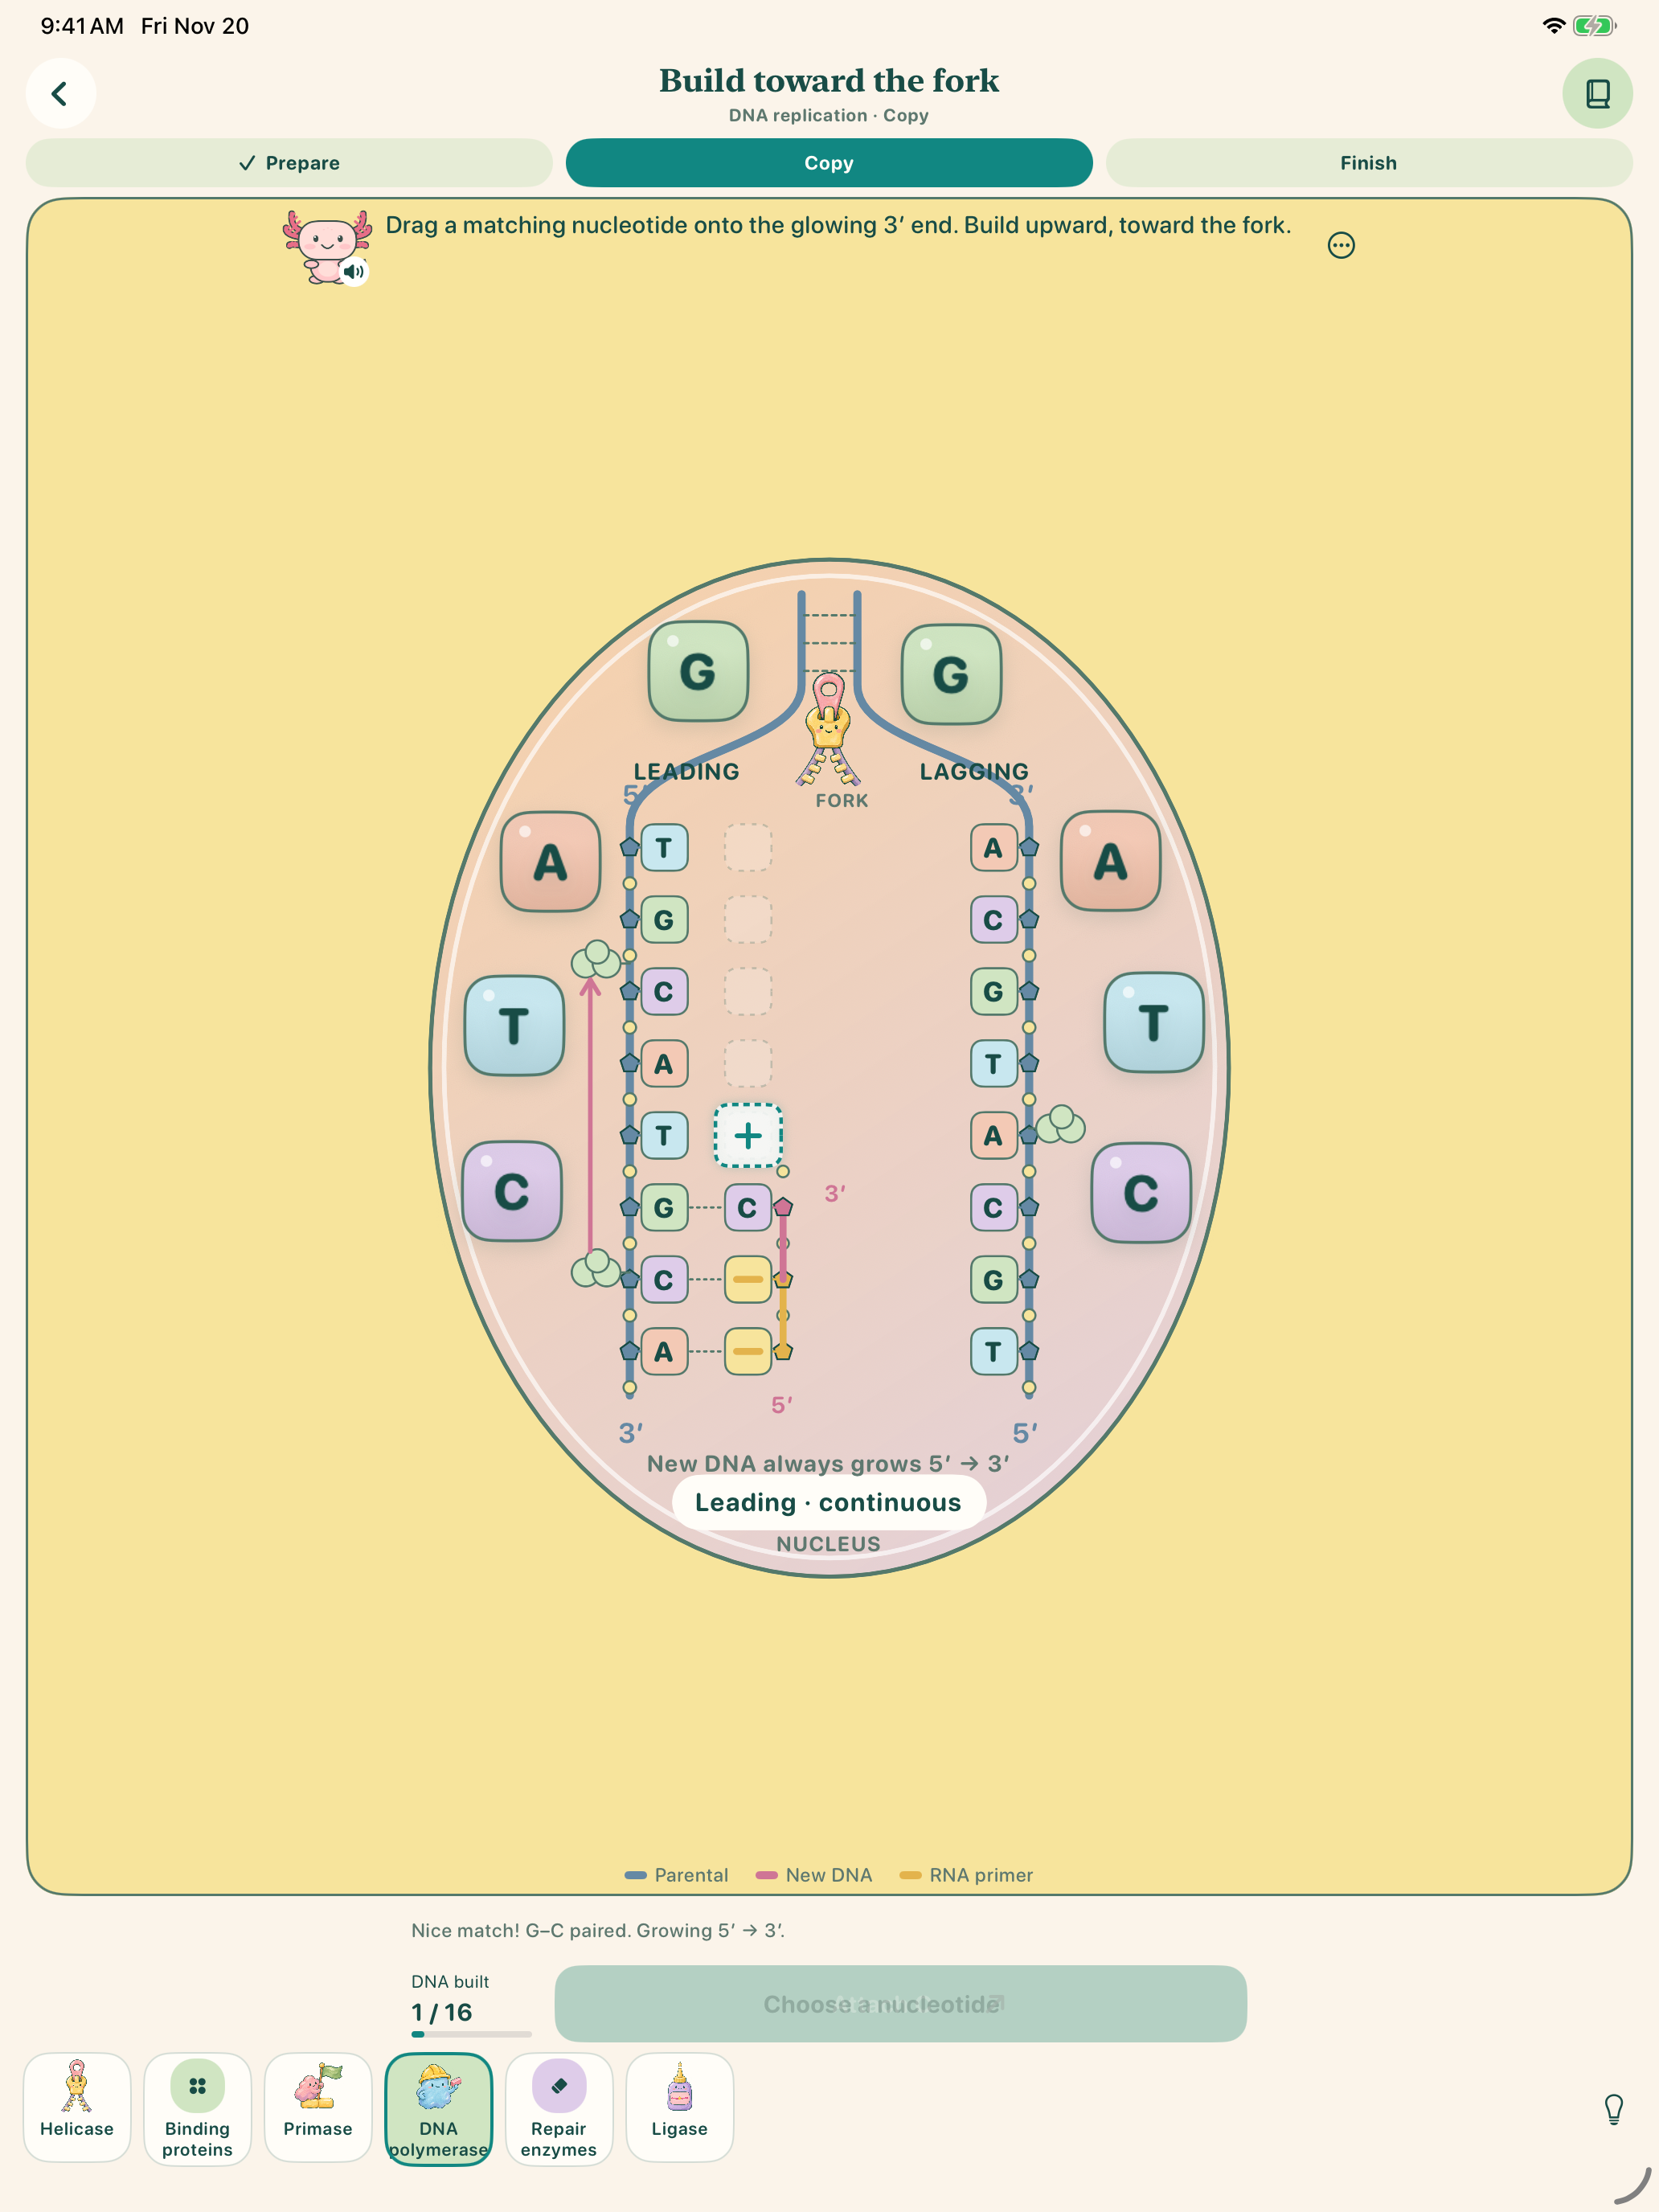 9:41 AM Fri Nov 20
Build toward the fork
DNA replication · Copy
Prepare
Copy
Finish
Drag a matching nucleotide onto the glowing 3′ end. Build upward, toward the fork.
G
G
LEADING
LAGGING
5′
3′
FORK
A
T
A
A
G
C
T
C
G
T
A
T
T
A
C
3′
G
C
C
C
C
G
A
T
5′
3′
5′
New DNA always grows 5′ → 3′
Leading · continuous
NUCLEUS
Parental
New DNA
RNA primer
Nice match! G–C paired. Growing 5′ → 3′.
DNA built
1 / 16
Choose a nucleotide
Helicase
Binding
proteins
Primase
DNA
polymerase
Repair
enzymes
Ligase